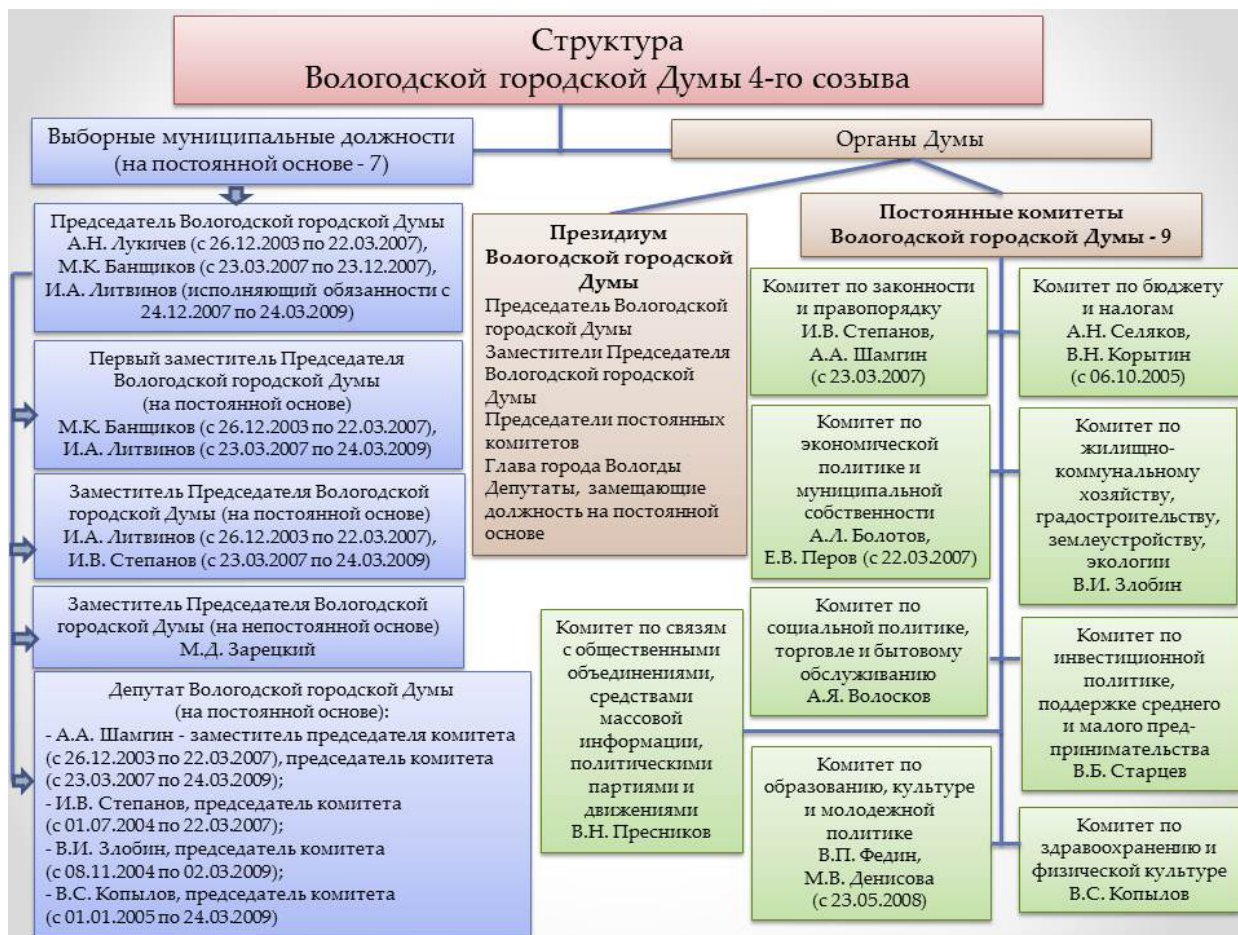 Структура
Вологодской городской Думы 4-го созыва
Выборные муниципальные должности
(на постоянной основе - 7)
Председатель Вологодской городской Думы
А.Н. Лукичев (с 26.12.2003 по 22.03.2007),
М.К. Банщиков (с 23.03.2007 по 23.12.2007),
И.А. Литвинов (исполняющий обязанности с
24.12.2007 по 24.03.2009)
Первый заместитель Председателя
Вологодской городской Думы
(на постоянной основе)
М.К. Банщиков (с 26.12.2003 по 22.03.2007),
И.А. Литвинов (с 23.03.2007 по 24.03.2009)
Заместитель Председателя Вологодской
городской Думы (на постоянной основе)
И.А. Литвинов (с 26.12.2003 по 22.03.2007),
И.В. Степанов (с 23.03.2007 по 24.03.2009)
Заместитель Председателя Вологодской
городской Думы (на непостоянной основе)
М.Д. Зарецкий
Депутат Вологодской городской Думы
(на постоянной основе):
- А.А. Шамгин - заместитель председателя комитета
(с 26.12.2003 по 22.03.2007), председатель комитета
(с 23.03.2007 по 24.03.2009);
- И.В. Степанов, председатель комитета
(с 01.07.2004 по 22.03.2007);
- В.И. Злобин, председатель комитета
(с 08.11.2004 по 02.03.2009);
- В.С. Копылов, председатель комитета
(с 01.01.2005 по 24.03.2009)
Органы Думы
Президиум
Вологодской городской
Думы
Председатель Вологодской
городской Думы
Заместители Председателя
Вологодской городской
Думы
Председатели постоянных
комитетов
Глава города Вологды
Депутаты, замещающие
должность на постоянной
основе
Постоянные комитеты
Вологодской городской Думы - 9
Комитет по законности
и правопорядку
И.В. Степанов,
А.А. Шамгин
(с 23.03.2007)
Комитет по бюджету
и налогам
А.Н. Селяков,
В.Н. Корытин
(с 06.10.2005)
Комитет по
экономической
политике и
муниципальной
собственности
А.Л. Болотов,
Е.В. Перов (с 22.03.2007)
Комитет по
жилищно-
коммунальному
хозяйству,
градостроительству,
землеустройству,
экологии
В.И. Злобин
Комитет по связям
с общественными
объединениями,
средствами
массовой
информации,
политическими
партиями и
движениями
В.Н. Пресников
Комитет по
социальной политике,
торговле и бытовому
обслуживанию
А.Я. Волосков
Комитет по
инвестиционной
политике,
поддержке среднего
и малого пред-
принимательства
В.Б. Старцев
Комитет по
образованию, культуре
и молодежной
политике
В.П. Федин,
М.В. Денисова
(с 23.05.2008)
Комитет по
здравоохранению и
физической культуре
В.С. Копылов